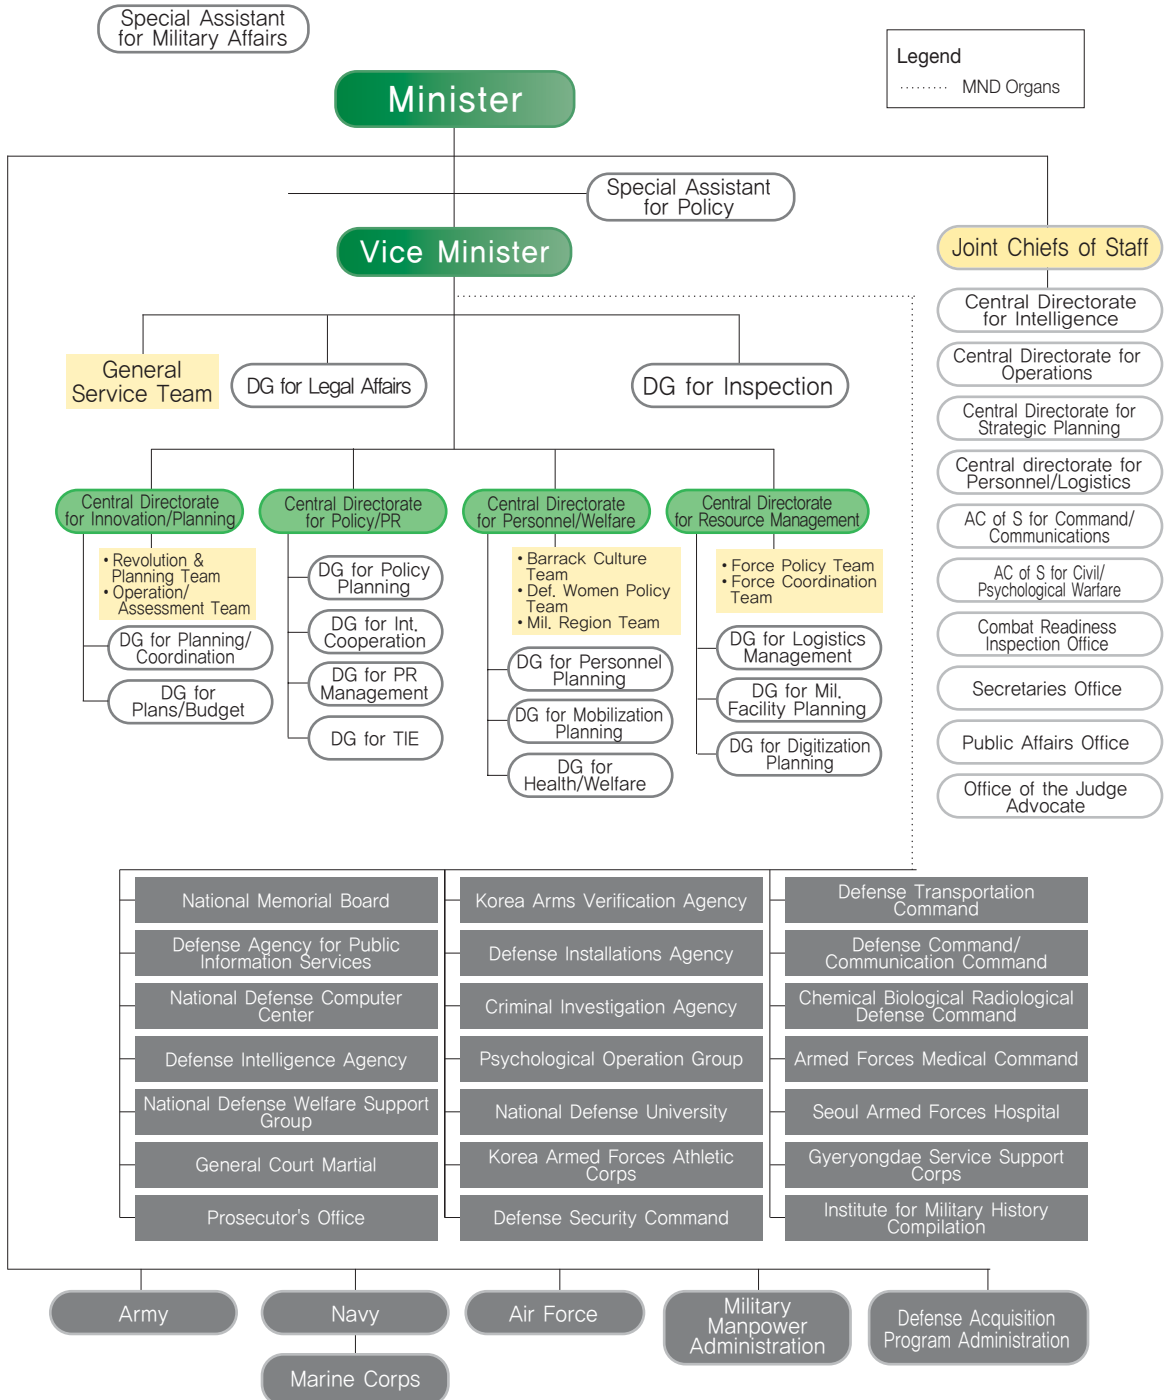 Special Assistant
for Military Affairs
Legend
MND Organs
Minister
Special Assistant
for Policy
Vice Minister
Joint Chiefs of Staff
Central Directorate
for Intelligence
Central Directorate for
Operations
Central Directorate for
Strategic Planning
Central directorate for
Personnel/Logistics
AC of S for Command/
Communications
AC of S for Civil/
Psychological Warfare
Combat Readiness
Inspection Office
Secretaries Office
Public Affairs Office
Office of the Judge
Advocate
General
Service Team
DG for Legal Affairs
DG for Inspection
Central Directorate
for Innovation/Planning
• Revolution &
Planning Team
• Operation/
Assessment Team
DG for Planning/
Coordination
DG for
Plans/Budget
Central Directorate
for Policy/PR
DG for Policy
Planning
DG for Int.
Cooperation
DG for PR
Management
DG for TIE
Central Directorate
for Personnel/Welfare
• Barrack Culture
Team
• Def. Women Policy
Team
• Mil. Region Team
DG for Personnel
Planning
DG for Mobilization
Planning
DG for
Health/Welfare
Central Directorate
for Resource Management
• Force Policy Team
• Force Coordination
Team
DG for Logistics
Management
DG for Mil.
Facility Planning
DG for Digitization
Planning
National Memorial Board
Defense Agency for Public
Information Services
National Defense Computer
Center
Defense Intelligence Agency
National Defense Welfare Support
Group
General Court Martial
Prosecutor's Office
Korea Arms Verification Agency
Defense Installations Agency
Criminal Investigation Agency
Psychological Operation Group
National Defense University
Korea Armed Forces Athletic
Corps
Defense Security Command
Defense Transportation
Command
Defense Command/
Communication Command
Chemical Biological Radiological
Defense Command
Armed Forces Medical Command
Seoul Armed Forces Hospital
Gyeryongdae Service Support
Corps
Institute for Military History
Compilation
Army
Navy
Marine Corps
Air Force
Military
Manpower
Administration
Defense Acquisition
Program Administration